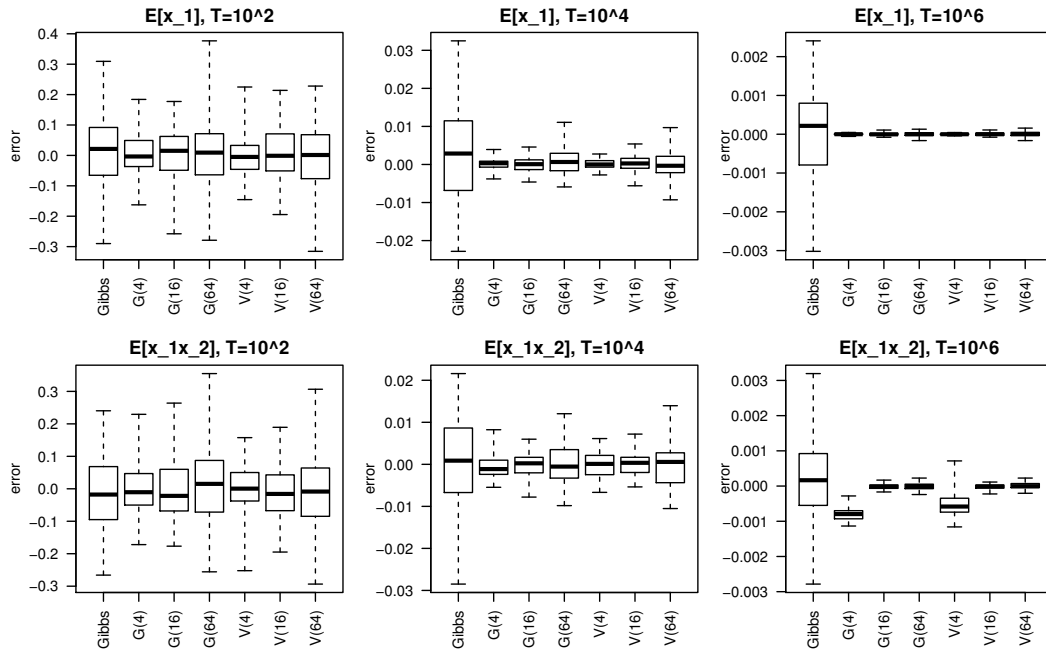 E[x_1], T=10^2
error
0.4
0.3
0.2
0.1
0.0
−0.1
−0.2
−0.3
Gibbs
G(4)
G(16)
G(64)
V(4)
V(16)
V(64)
E[x_1], T=10^4
error
0.03
0.02
0.01
0.00
−0.01
−0.02
Gibbs
G(4)
G(16)
G(64)
V(4)
V(16)
V(64)
E[x_1], T=10^6
error
0.002
0.001
0.000
−0.001
−0.002
−0.003
Gibbs
G(4)
G(16)
G(64)
V(4)
V(16)
V(64)
E[x_1x_2], T=10^2
error
0.3
0.2
0.1
0.0
−0.1
−0.2
−0.3
Gibbs
G(4)
G(16)
G(64)
V(4)
V(16)
V(64)
E[x_1x_2], T=10^4
error
0.02
0.01
0.00
−0.01
−0.02
−0.03
Gibbs
G(4)
G(16)
G(64)
V(4)
V(16)
V(64)
E[x_1x_2], T=10^6
error
0.003
0.002
0.001
0.000
−0.001
−0.002
−0.003
Gibbs
G(4)
G(16)
G(64)
V(4)
V(16)
V(64)